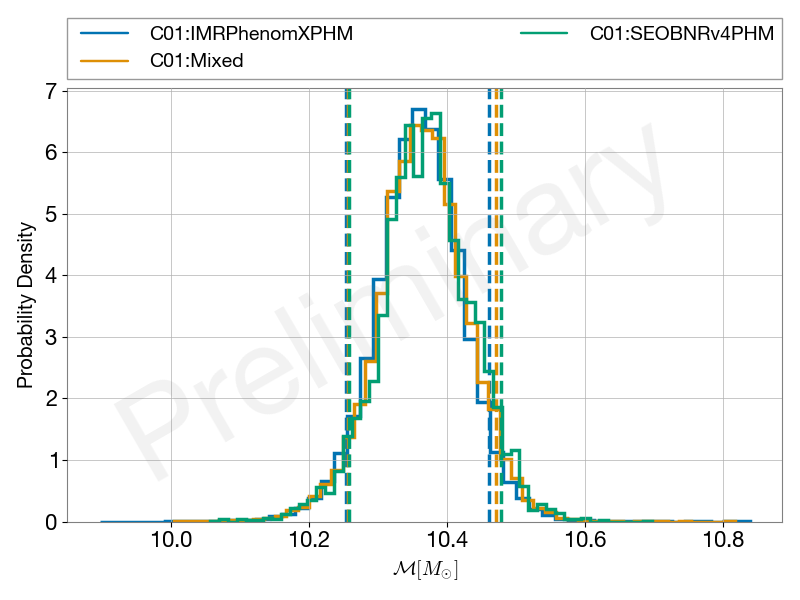 C01:IMRPhenomXPHM
C01:SEOBNRv4PHM
C01:Mixed
7
6
5
4
3
2
1
0
Probability Density
Preliminary
10.0 10.2 10.4 10.6 10.8
ℳ[M⊙]